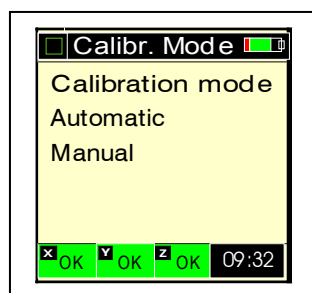 Calibr. Mode
Calibration mode
Automatic
Manual
X OK Y OK Z OK 09:32